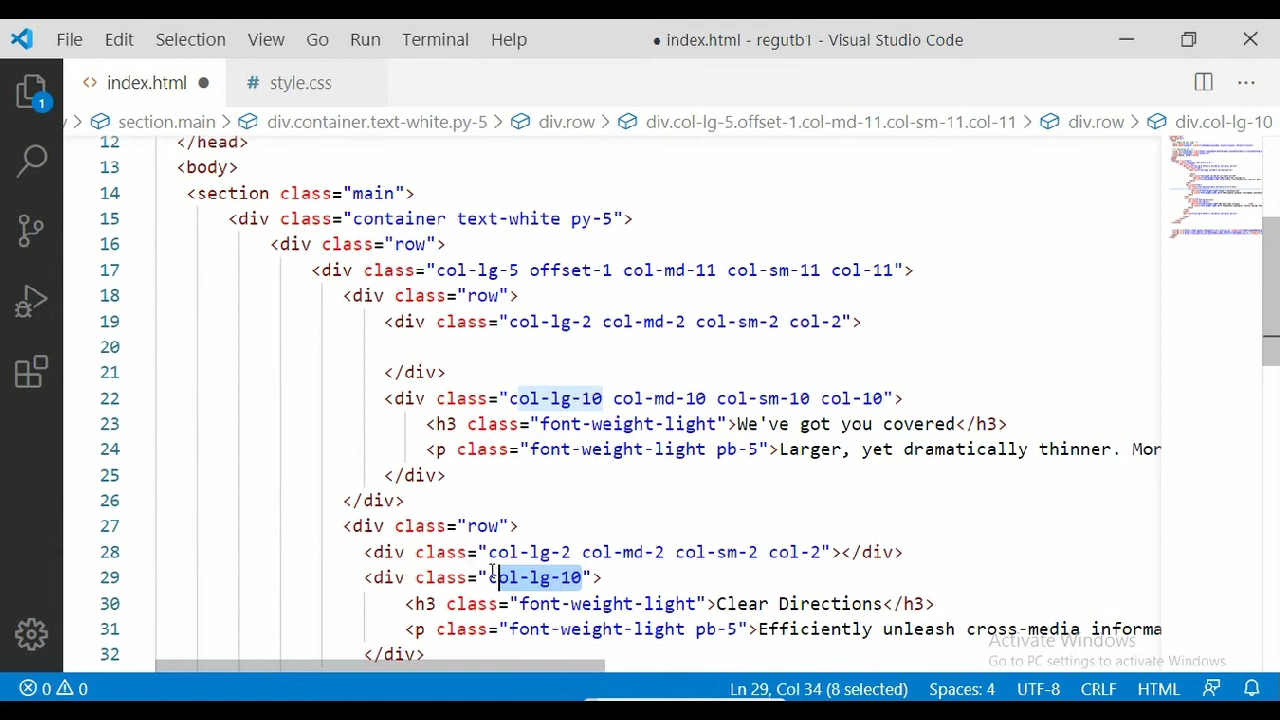 File Edit Selection View Go Run Terminal Help ● index.html - regutb1 - Visual Studio Code
<> index.html ● # style.css
section.main > div.container.text-white.py-5 > div.row > div.col-lg-5.offset-1.col-md-11.col-sm-11.col-11 > div.row > div.col-lg-10
12 </head>
13 <body>
14 <section class="main">
15 <div class="container text-white py-5">
16 <div class="row">
17 <div class="col-lg-5 offset-1 col-md-11 col-sm-11 col-11">
18 <div class="row">
19 <div class="col-lg-2 col-md-2 col-sm-2 col-2">
20
21 </div>
22 <div class="col-lg-10 col-md-10 col-sm-10 col-10">
23 <h3 class="font-weight-light">We've got you covered</h3>
24 <p class="font-weight-light pb-5">Larger, yet dramatically thinner. Mor
25 </div>
26 </div>
27 <div class="row">
28 <div class="col-lg-2 col-md-2 col-sm-2 col-2"></div>
29 <div class="col-lg-10">
30 <h3 class="font-weight-light">Clear Directions</h3>
31 <p class="font-weight-light pb-5">Efficiently unleash cross-media informa
32 </div>
Activate Windows
Go to PC settings to activate Windows.
1
0 0 Ln 29, Col 34 (8 selected) Spaces: 4 UTF-8 CRLF HTML